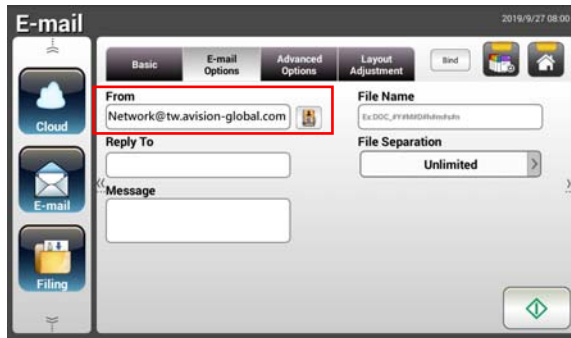 E-mail
2019/9/27 08:00
Basic
E-mail
Options
Advanced
Options
Layout
Adjustment
Bind
Cloud
E-mail
Filing
From
Network@tw.avision-global.com
Reply To
Message
File Name
File Separation
Unlimited